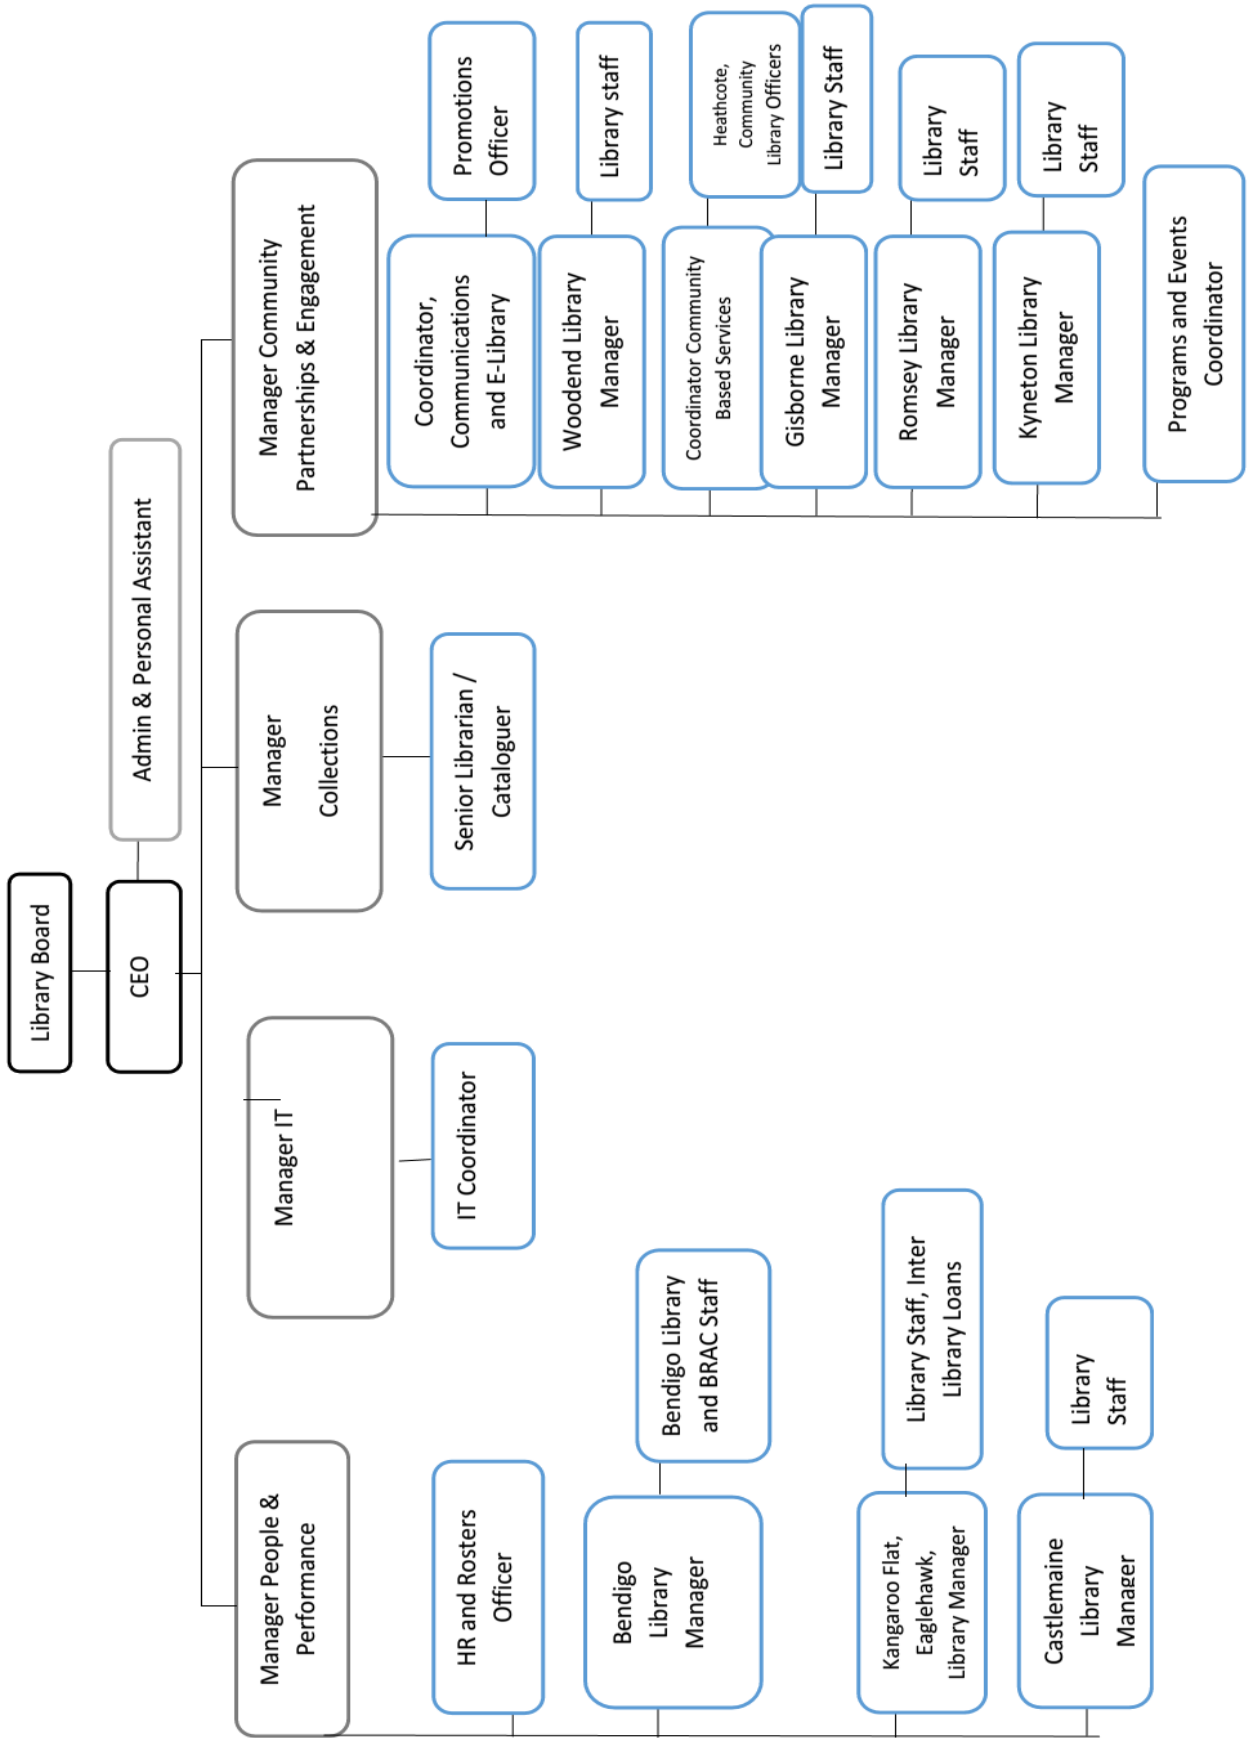 Library Board
CEO
Admin & Personal Assistant
Manager People &
Performance
HR and Rosters
Officer
Bendigo
Library
Manager
Bendigo Library
and BRAC Staff
Kangaroo Flat,
Eaglehawk,
Library Manager
Library Staff, Inter
Library Loans
Castlemaine
Library
Manager
Library
Staff
Manager IT
IT Coordinator
Manager
Collections
Senior Librarian /
Cataloguer
Manager Community
Partnerships & Engagement
Coordinator,
Communications
and E-Library
Promotions
Officer
Woodend Library
Manager
Library staff
Coordinator Community
Based Services
Heathcote,
Community
Library Officers
Gisborne Library
Manager
Library Staff
Romsey Library
Manager
Library
Staff
Kyneton Library
Manager
Library
Staff
Programs and Events
Coordinator